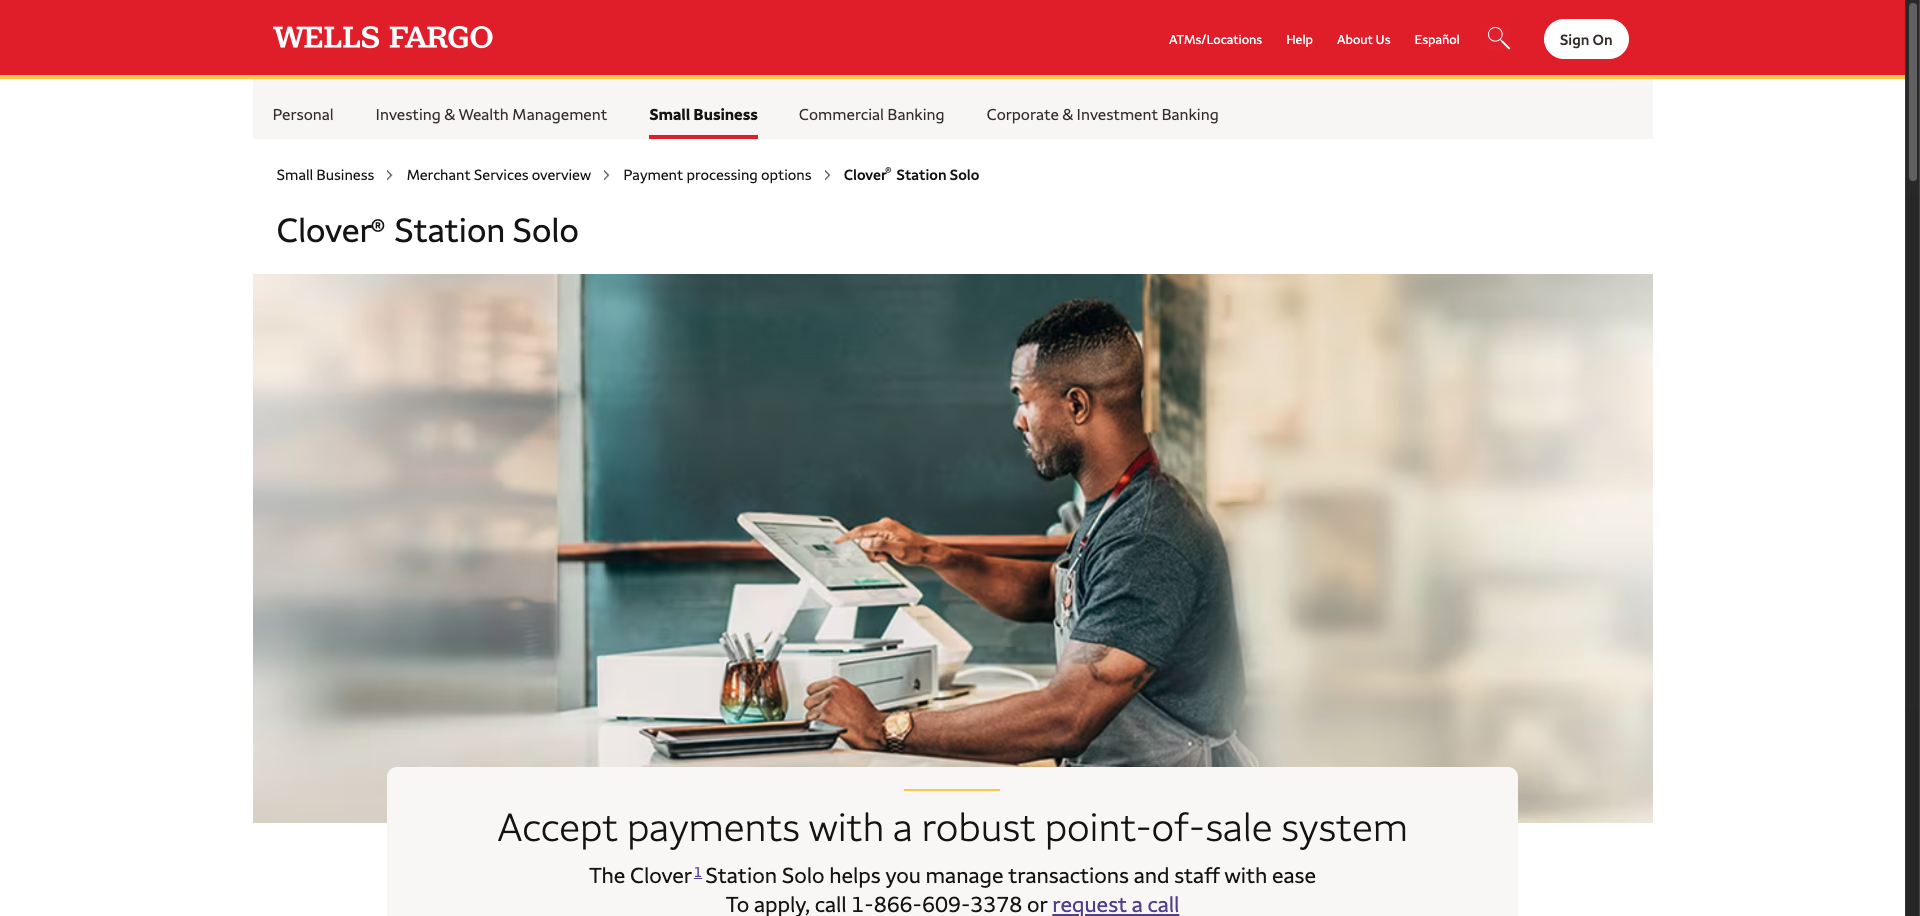 WELLS FARGO
ATMs/Locations Help About Us Español Sign On
Personal Investing & Wealth Management Small Business Commercial Banking Corporate & Investment Banking
Small Business > Merchant Services overview > Payment processing options > Clover® Station Solo
Clover® Station Solo
Accept payments with a robust point-of-sale system
The Clover1 Station Solo helps you manage transactions and staff with ease
To apply, call 1-866-609-3378 or request a call